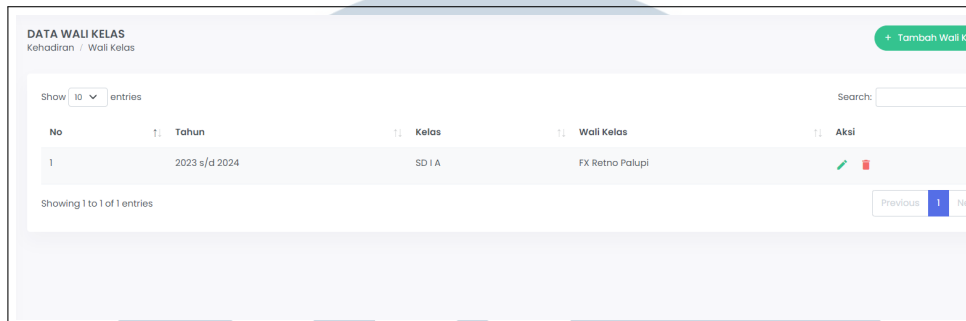 DATA WALI KELAS
Kehadiran / Wali Kelas
+ Tambah Wali K
Show 10 entries
Search:
No Tahun Kelas Wali Kelas Aksi
1 2023 s/d 2024 SD I A FX Retno Palupi
Showing 1 to 1 of 1 entries
Previous 1 Ne